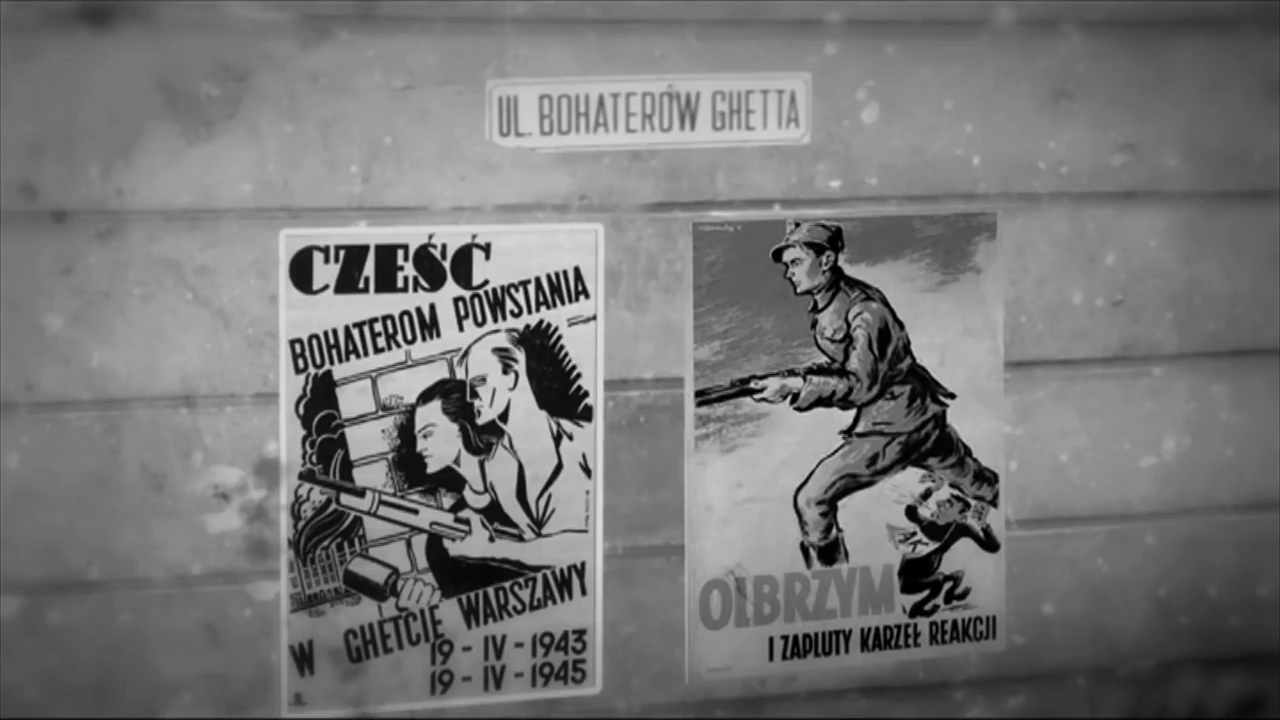 UL. BOHATERÓW GHETTA
CZEŚĆ
BOHATEROM POWSTANIA
W GHETCIE WARSZAWY
19 - IV - 1943
19 - IV - 1945
OLBRZYM
I ZAPLUTY KARZEŁ REAKCJI